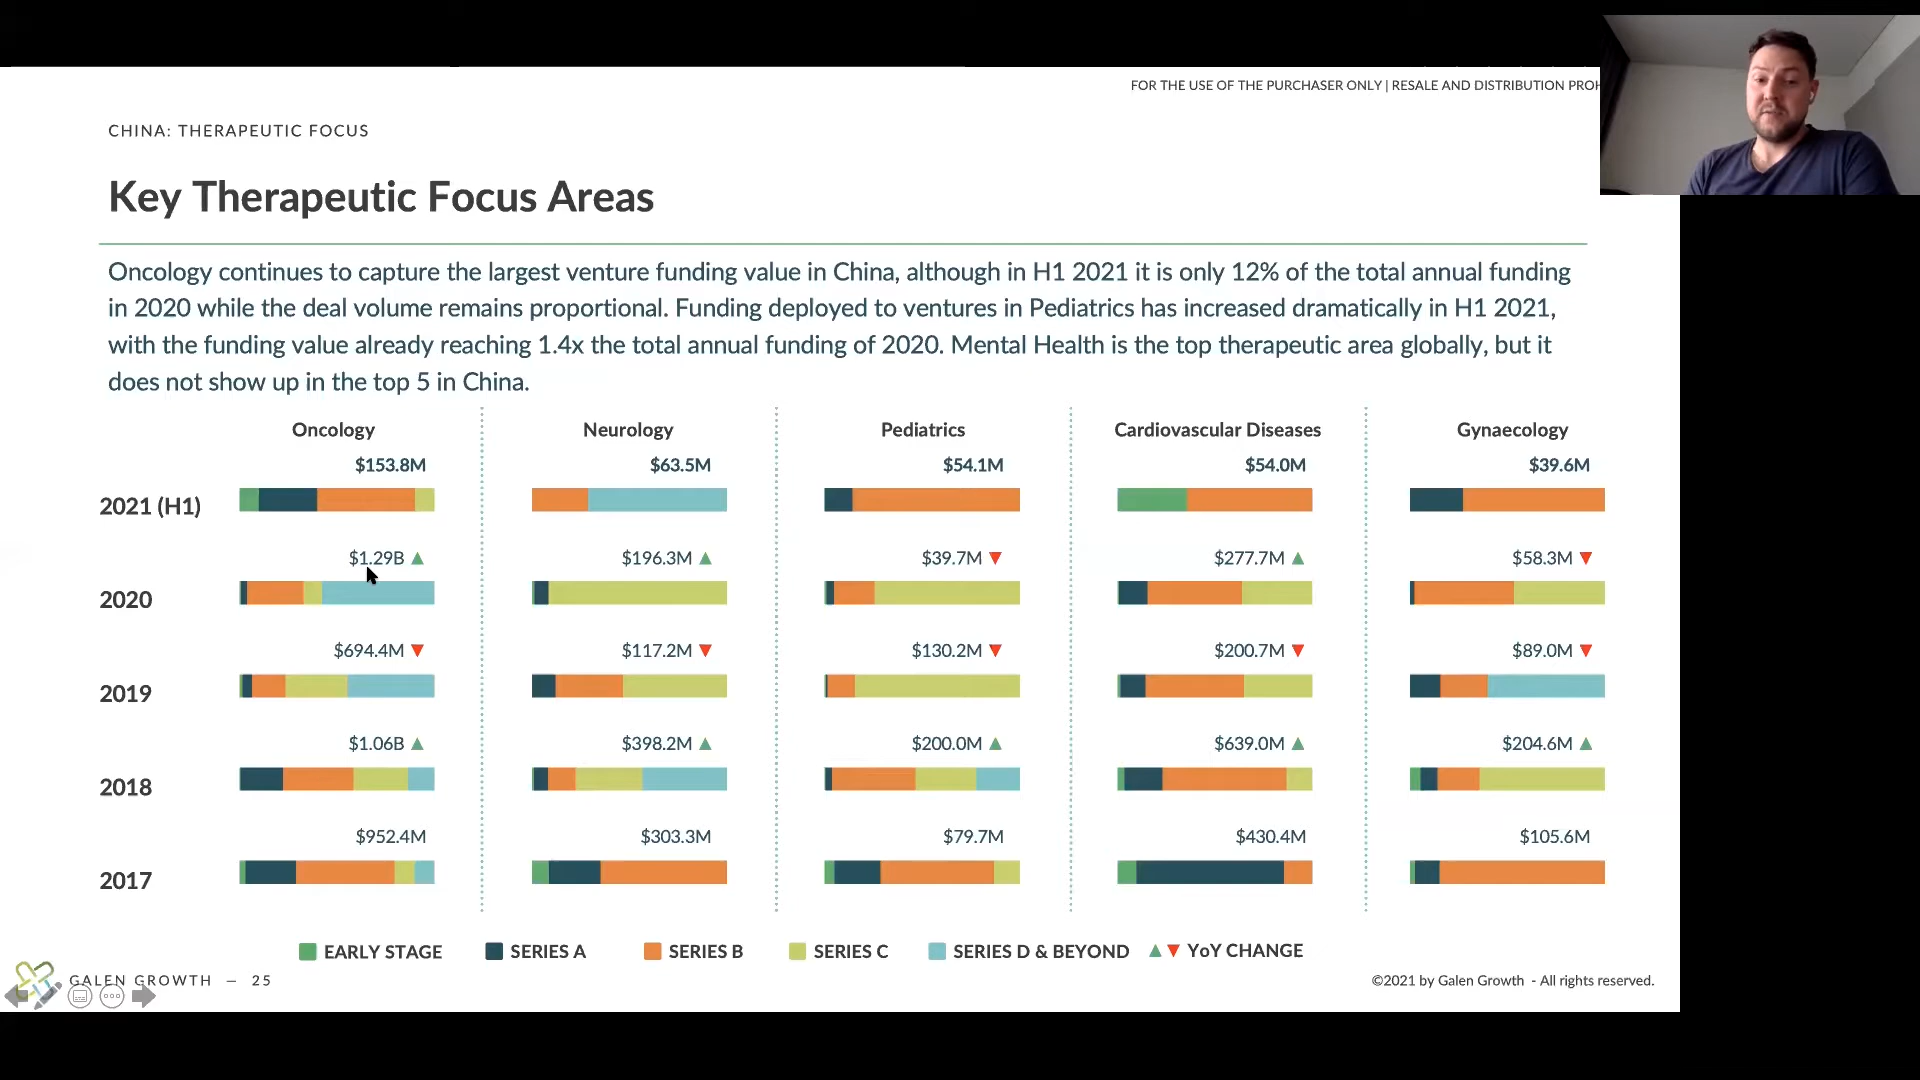 FOR THE USE OF THE PURCHASER ONLY | RESALE AND DISTRIBUTION PROH
CHINA: THERAPEUTIC FOCUS
Key Therapeutic Focus Areas
Oncology continues to capture the largest venture funding value in China, although in H1 2021 it is only 12% of the total annual funding
in 2020 while the deal volume remains proportional. Funding deployed to ventures in Pediatrics has increased dramatically in H1 2021,
with the funding value already reaching 1.4x the total annual funding of 2020. Mental Health is the top therapeutic area globally, but it
does not show up in the top 5 in China.
Oncology Neurology Pediatrics Cardiovascular Diseases Gynaecology
$153.8M $63.5M $54.1M $54.0M $39.6M
2021 (H1)
$1.29B ▲ $196.3M ▲ $39.7M ▼ $277.7M ▲ $58.3M ▼
2020
$694.4M ▼ $117.2M ▼ $130.2M ▼ $200.7M ▼ $89.0M ▼
2019
$1.06B ▲ $398.2M ▲ $200.0M ▲ $639.0M ▲ $204.6M ▲
2018
$952.4M $303.3M $79.7M $430.4M $105.6M
2017
EARLY STAGE SERIES A SERIES B SERIES C SERIES D & BEYOND ▲▼ YoY CHANGE
GALEN GROWTH — 25 ©2021 by Galen Growth - All rights reserved.